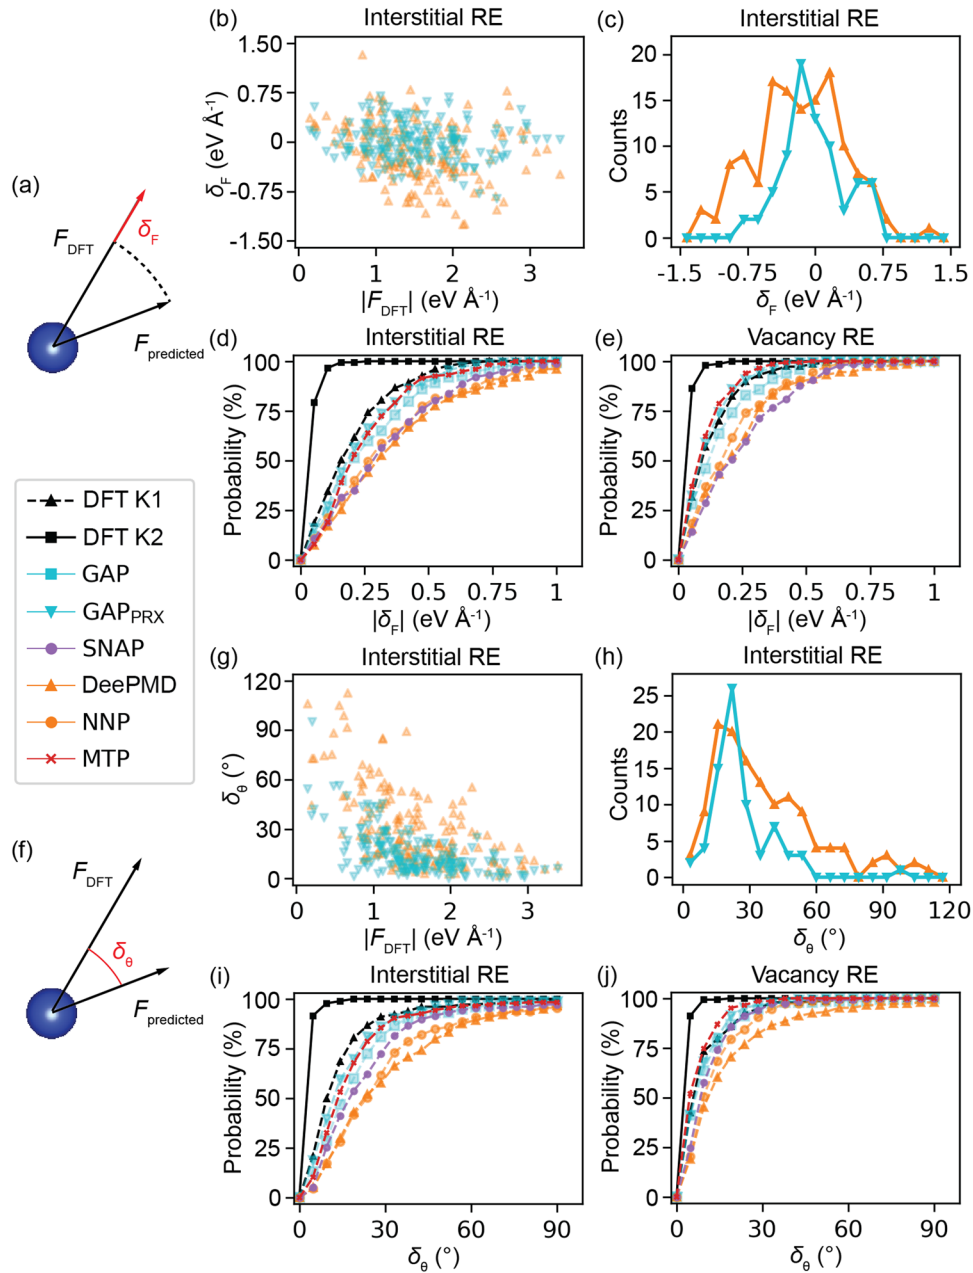 (a)
F_DFT
δ_F
F_predicted
(b)
Interstitial RE
δ_F (eV Å⁻¹)
1.50
0.75
0
-0.75
-1.50
0
1
2
3
|F_DFT| (eV Å⁻¹)
(c)
Interstitial RE
Counts
20
15
10
5
0
-1.5
-0.75
0
0.75
1.5
δ_F (eV Å⁻¹)
(d)
Interstitial RE
Probability (%)
100
75
50
25
0
0
0.25
0.50
0.75
1
|δ_F| (eV Å⁻¹)
(e)
Vacancy RE
Probability (%)
100
75
50
25
0
0
0.25
0.50
0.75
1
|δ_F| (eV Å⁻¹)
DFT K1
DFT K2
GAP
GAP_PRX
SNAP
DeePMD
NNP
MTP
(f)
F_DFT
δ_θ
F_predicted
(g)
Interstitial RE
δ_θ (°)
120
90
60
30
0
0
1
2
3
|F_DFT| (eV Å⁻¹)
(h)
Interstitial RE
Counts
25
20
15
10
5
0
0
30
60
90
120
δ_θ (°)
(i)
Interstitial RE
Probability (%)
100
75
50
25
0
0
30
60
90
δ_θ (°)
(j)
Vacancy RE
Probability (%)
100
75
50
25
0
0
30
60
90
δ_θ (°)